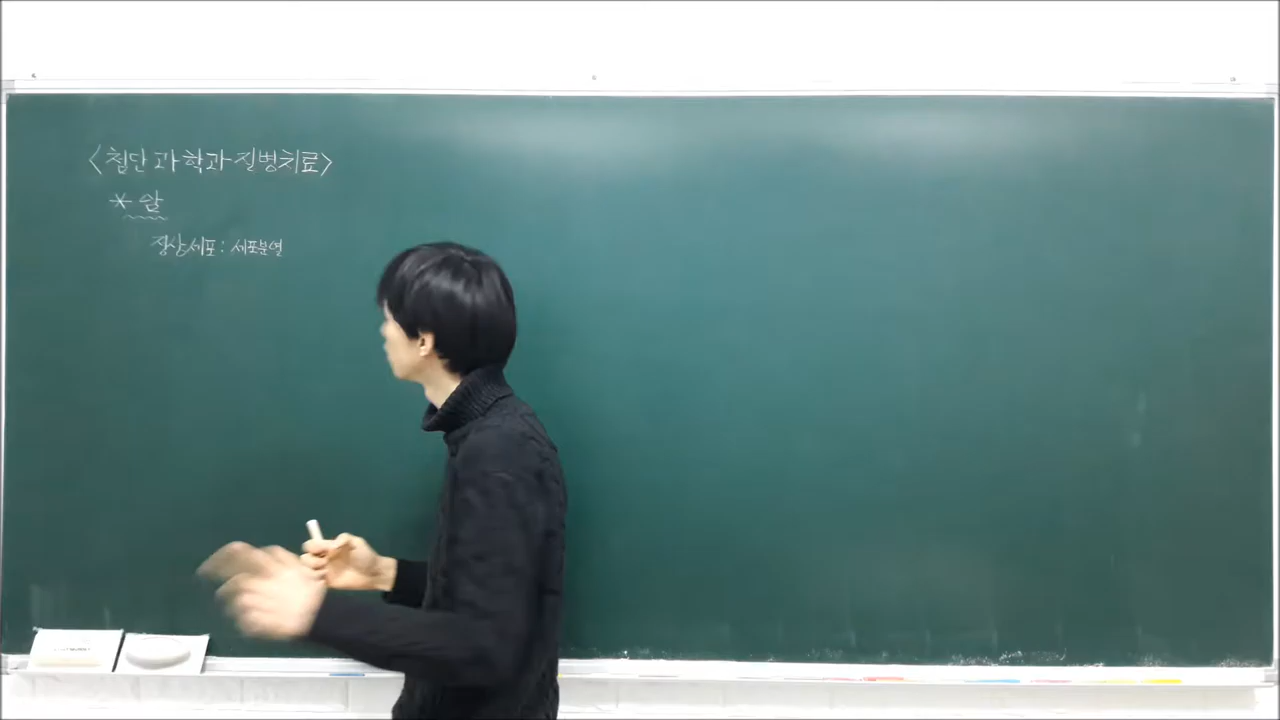 <첨단과학과 질병치료>
* 암
정상세포 : 세포분열